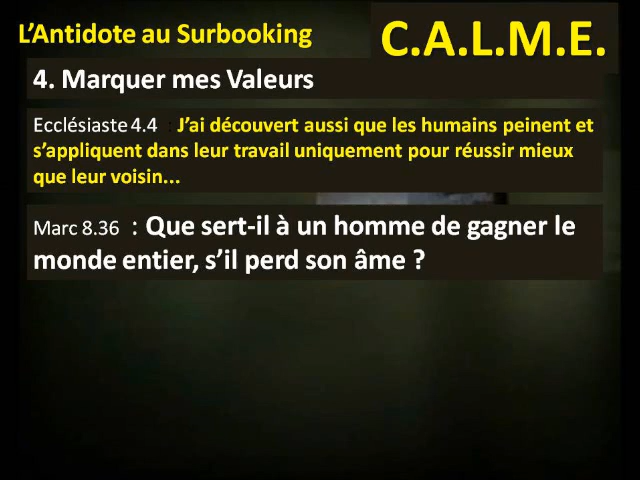 L’Antidote au Surbooking
C.A.L.M.E.
4. Marquer mes Valeurs
Ecclésiaste 4.4 : J’ai découvert aussi que les humains peinent et
s’appliquent dans leur travail uniquement pour réussir mieux
que leur voisin...
Marc 8.36 : Que sert-il à un homme de gagner le
monde entier, s’il perd son âme ?